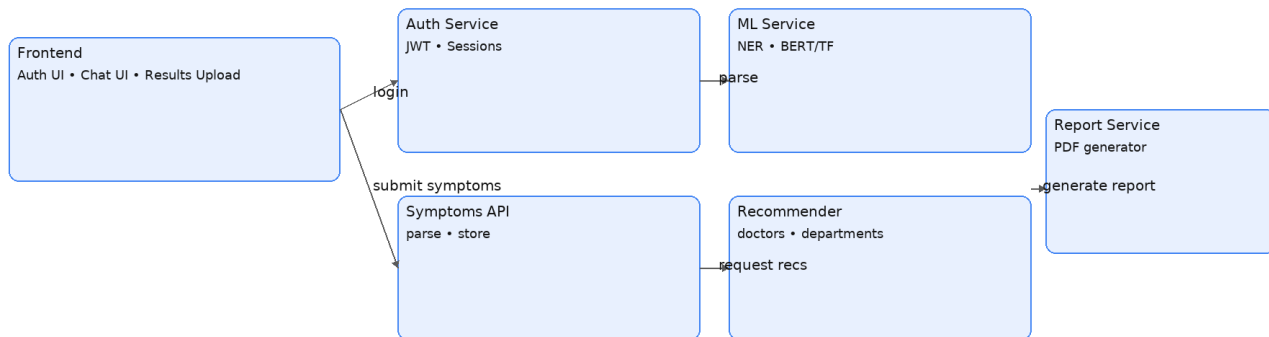 Frontend
Auth UI • Chat UI • Results Upload
login
submit symptoms
Auth Service
JWT • Sessions
parse
ML Service
NER • BERT/TF
Symptoms API
parse • store
request recs
Recommender
doctors • departments
generate report
Report Service
PDF generator